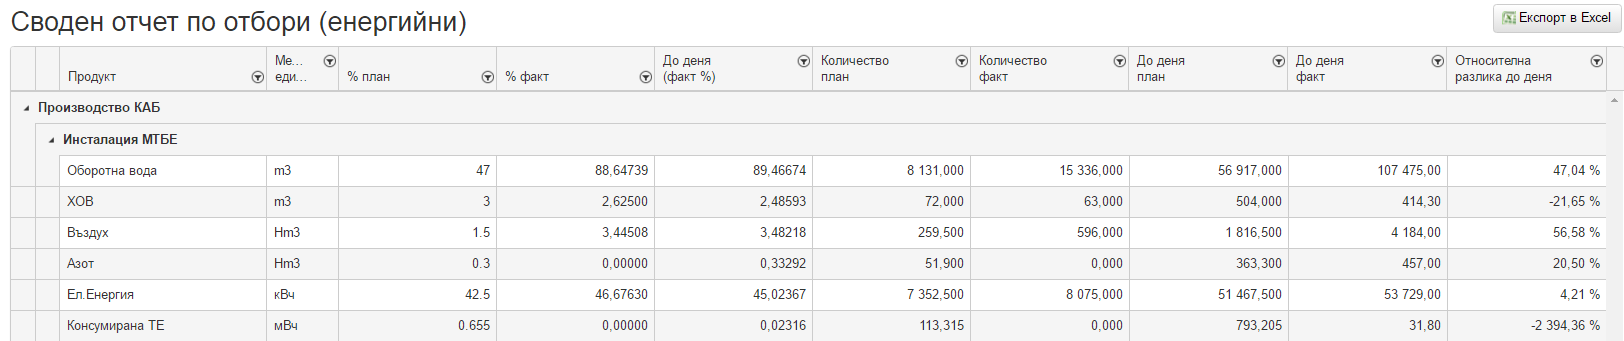 Сводeн отчет по отбори (енергийни)
Експорт в Excel
Продукт Ме... еди... % план % факт До деня (факт %) Количество план Количество факт До деня план До деня факт Относителна разлика до деня
Производство КАБ
Инсталация МТБЕ
Оборотна вода m3 47 88,64739 89,46674 8 131,000 15 336,000 56 917,000 107 475,00 47,04 %
ХОВ m3 3 2,62500 2,48593 72,000 63,000 504,000 414,30 -21,65 %
Въздух Hm3 1.5 3,44508 3,48218 259,500 596,000 1 816,500 4 184,00 56,58 %
Азот Hm3 0.3 0,00000 0,33292 51,900 0,000 363,300 457,00 20,50 %
Ел.Енергия кВч 42.5 46,67630 45,02367 7 352,500 8 075,000 51 467,500 53 729,00 4,21 %
Консумирана ТЕ мВч 0.655 0,00000 0,02316 113,315 0,000 793,205 31,80 -2 394,36 %